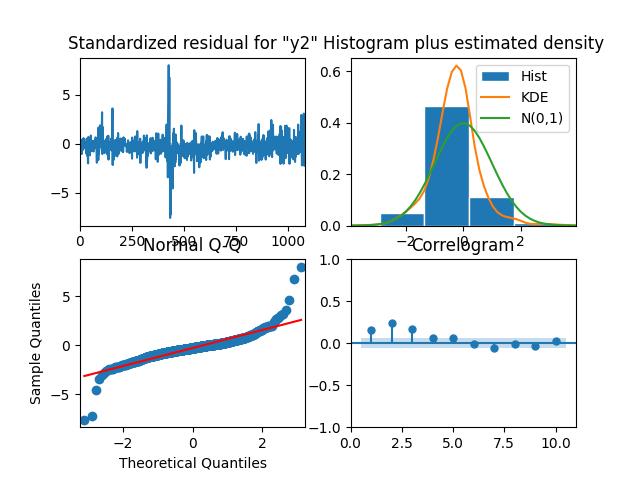 Standardized residual for "y2" Histogram plus estimated density
5
0
−5
0 250 500 750 1000
0.6
0.4
0.2
0.0
−2 0 2
Hist
KDE
N(0,1)
Normal Q-Q
Correlogram
Sample Quantiles
5
0
−5
−2 0 2
Theoretical Quantiles
1.0
0.5
0.0
−0.5
−1.0
0.0 2.5 5.0 7.5 10.0